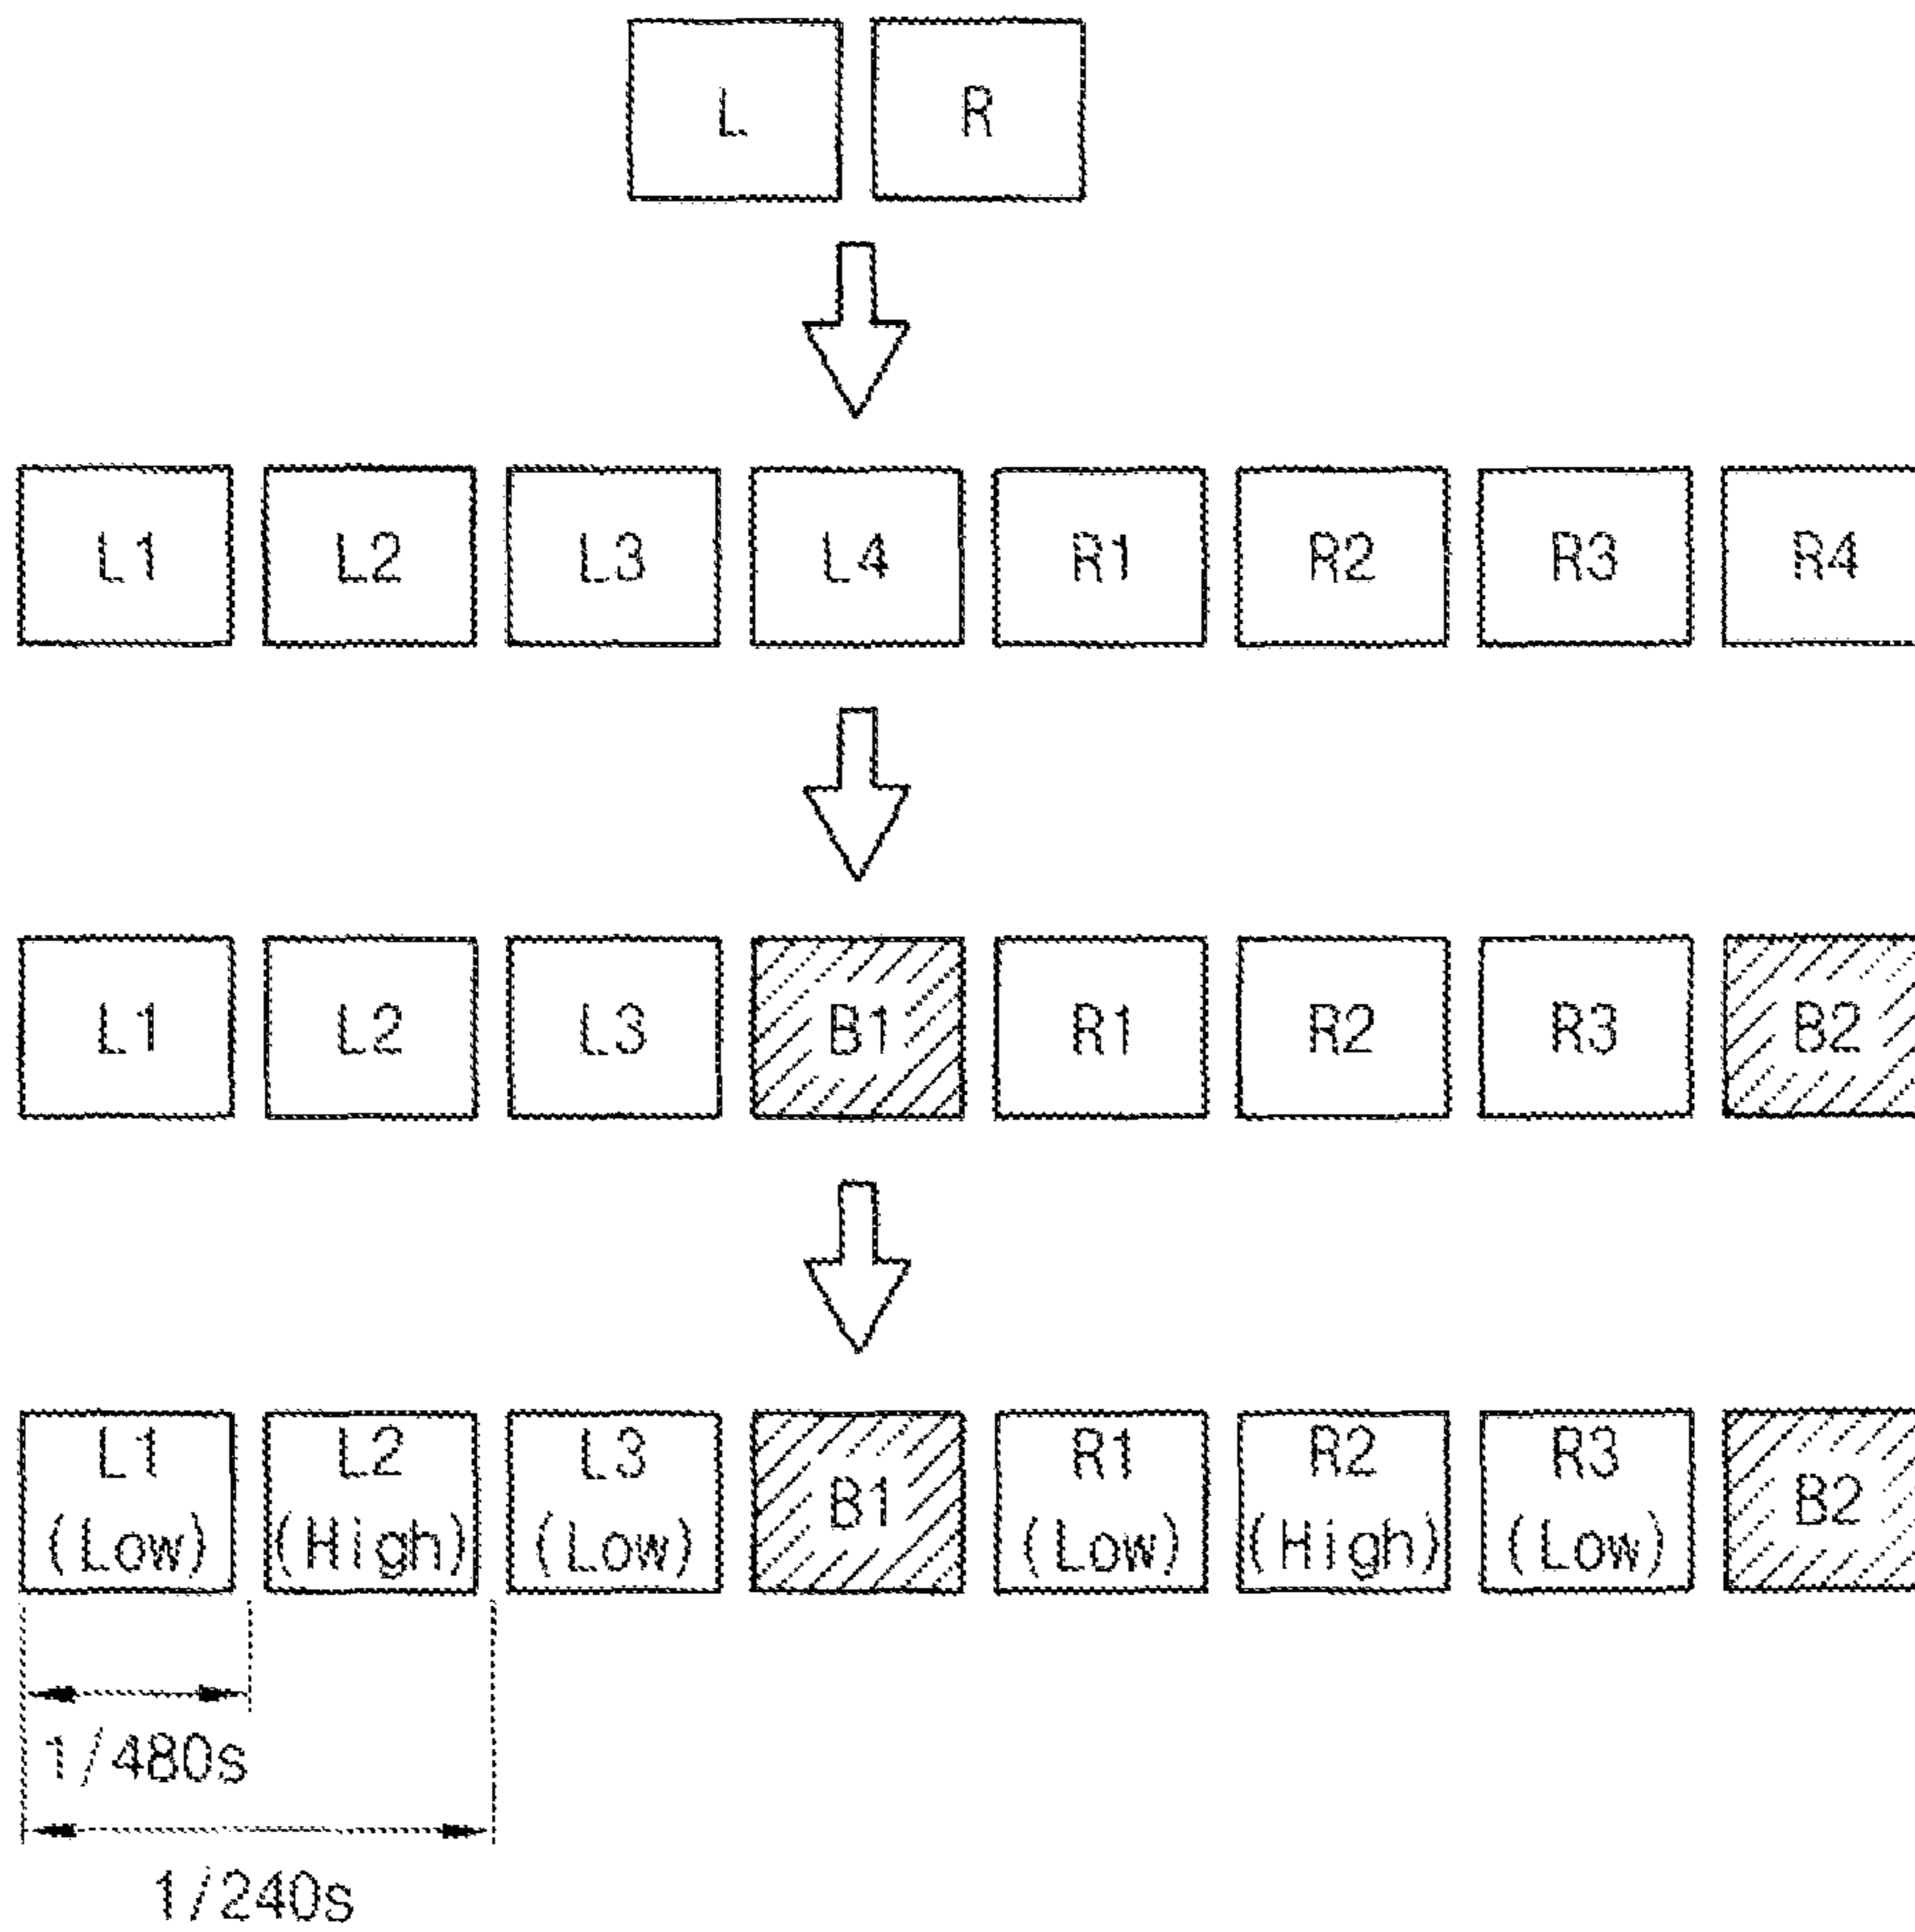 L R
L1 L2 L3 L4 R1 R2 R3 R4
L1 L2 L3 B1 R1 R2 R3 B2
L1 L2 L3 B1 R1 R2 R3 B2
(Low) (High) (Low) (Low) (High) (Low)
1/480s
1/240s